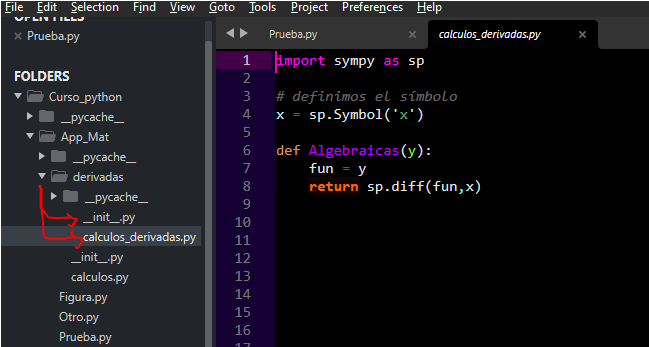 File Edit Selection Find View Goto Tools Project Preferences Help
OPEN FILES
Prueba.py
FOLDERS
Curso_python
__pycache__
App_Mat
__pycache__
derivadas
__pycache__
__init__.py
calculos_derivadas.py
__init__.py
calculos.py
Figura.py
Otro.py
Prueba.py
Prueba.py
calculos_derivadas.py
1 import sympy as sp
2
3 # definimos el símbolo
4 x = sp.Symbol('x')
5
6 def Algebraicas(y):
7 fun = y
8 return sp.diff(fun,x)
9
10
11
12
13
14
15
16
17